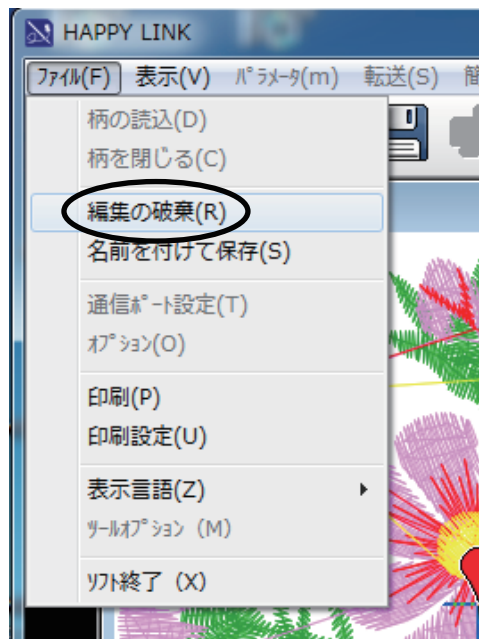 HAPPY LINK
ﾌｧｲﾙ(F) 表示(V) ﾊﾟﾗﾒｰﾀ(m) 転送(S) 簡
柄の読込(D)
柄を閉じる(C)
編集の破棄(R)
名前を付けて保存(S)
通信ﾎﾟｰﾄ設定(T)
ｵﾌﾟｼｮﾝ(O)
印刷(P)
印刷設定(U)
表示言語(Z)
ﾂｰﾙｵﾌﾟｼｮﾝ (M)
ｿﾌﾄ終了 (X)